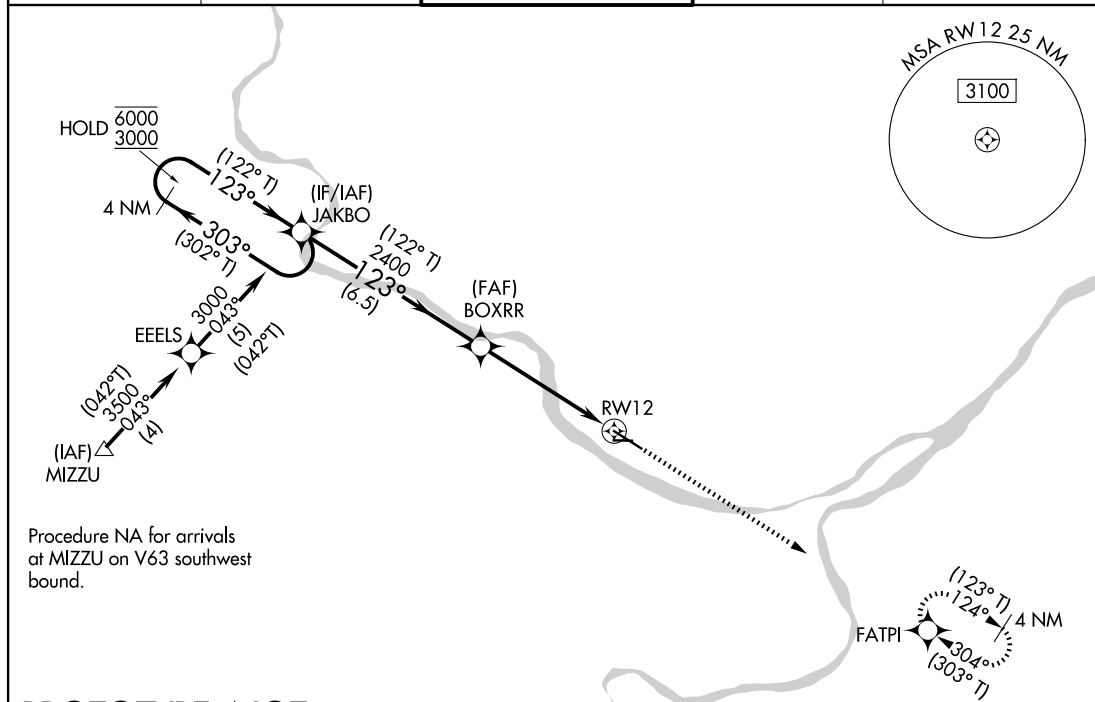 MSA RW12 25 NM
3100
HOLD 6000
3000
4 NM
(122° T)
123°
(IF/IAF)
JAKBO
303°
(302° T)
(122° T)
2400
123°
(6.5)
(FAF)
BOXRR
EEELS
3000
043°
(5)
(042°T)
(042°T)
3500
043°
(4)
(IAF)
MIZZU
RW12
Procedure NA for arrivals
at MIZZU on V63 southwest
bound.
(123° T)
124°
4 NM
FATPI
304°
(303° T)